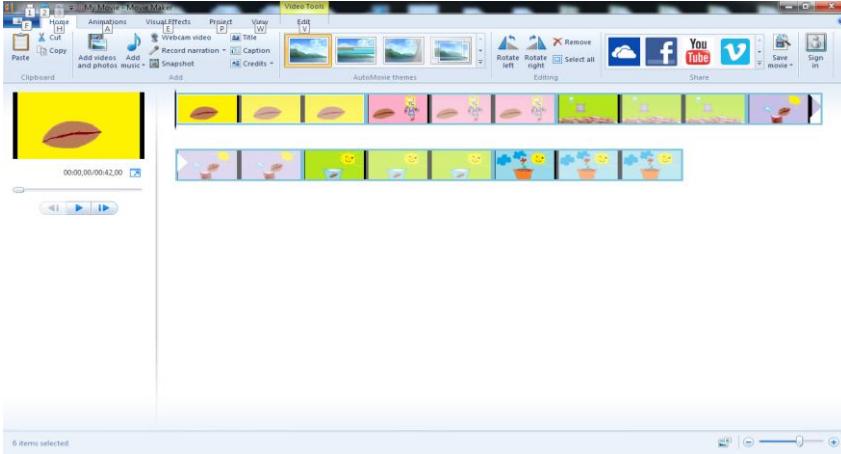 My Movie - Movie Maker
Video Tools
1 2 3
F Home Animations Visual Effects Project View Edit
H A E P W V
Paste
Cut
Copy
Clipboard
Add videos and photos
Add music
Webcam video
Record narration
Snapshot
Title
Caption
Credits
Add
AutoMovie themes
Rotate left
Rotate right
Remove
Select all
Editing
f
You Tube
v
Share
Save movie
Sign in
00:00,00/00:42,00
6 items selected